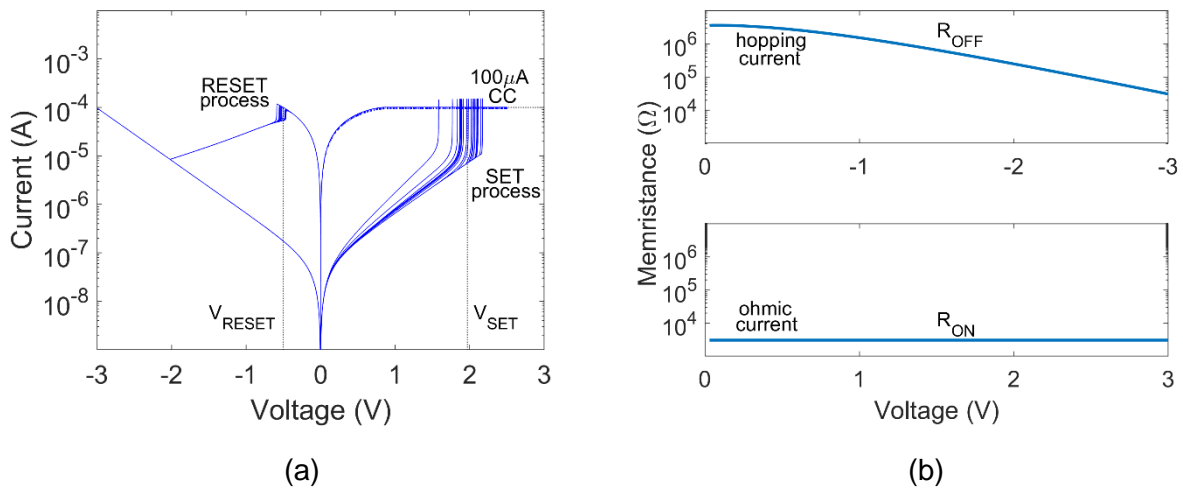 10^-3
10^-4
10^-5
10^-6
10^-7
10^-8
Current (A)
RESET
process
100μA
CC
SET
process
V_RESET
V_SET
-3 -2 -1 0 1 2 3
Voltage (V)
(a)
10^6
10^5
10^4
hopping
current
R_OFF
0 -1 -2 -3
Memristance (Ω)
10^6
10^5
10^4
ohmic
current
R_ON
0 1 2 3
Voltage (V)
(b)